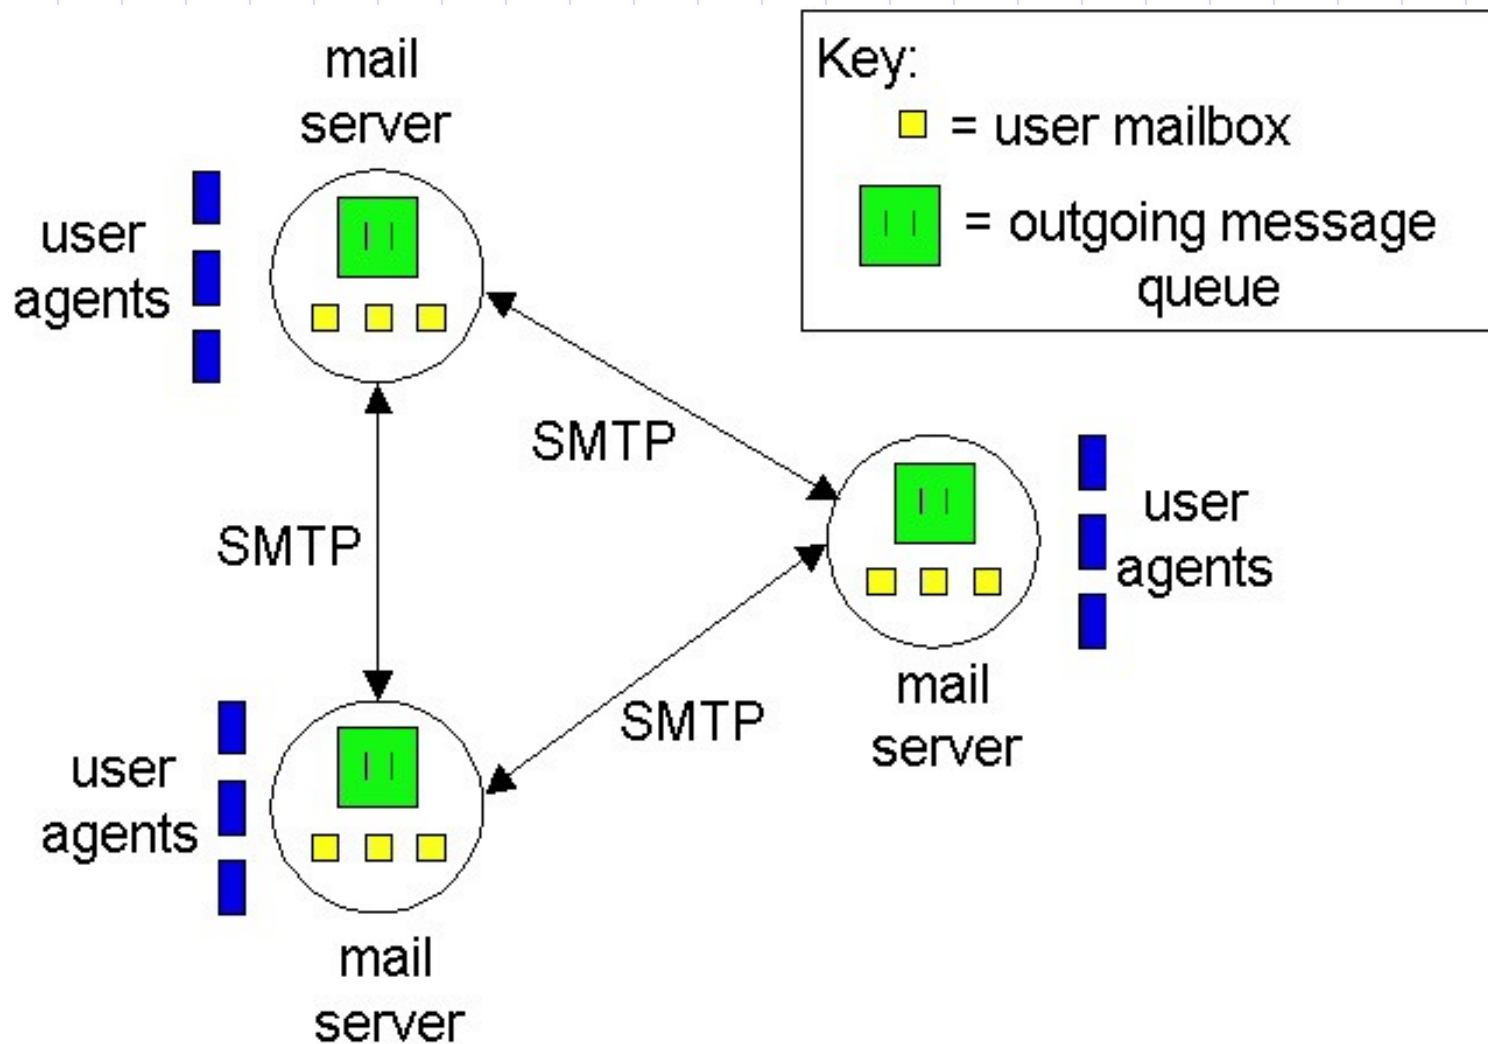 mail
server
Key:
= user mailbox
= outgoing message
queue
user
agents
SMTP
SMTP
user
agents
mail
server
SMTP
user
agents
mail
server